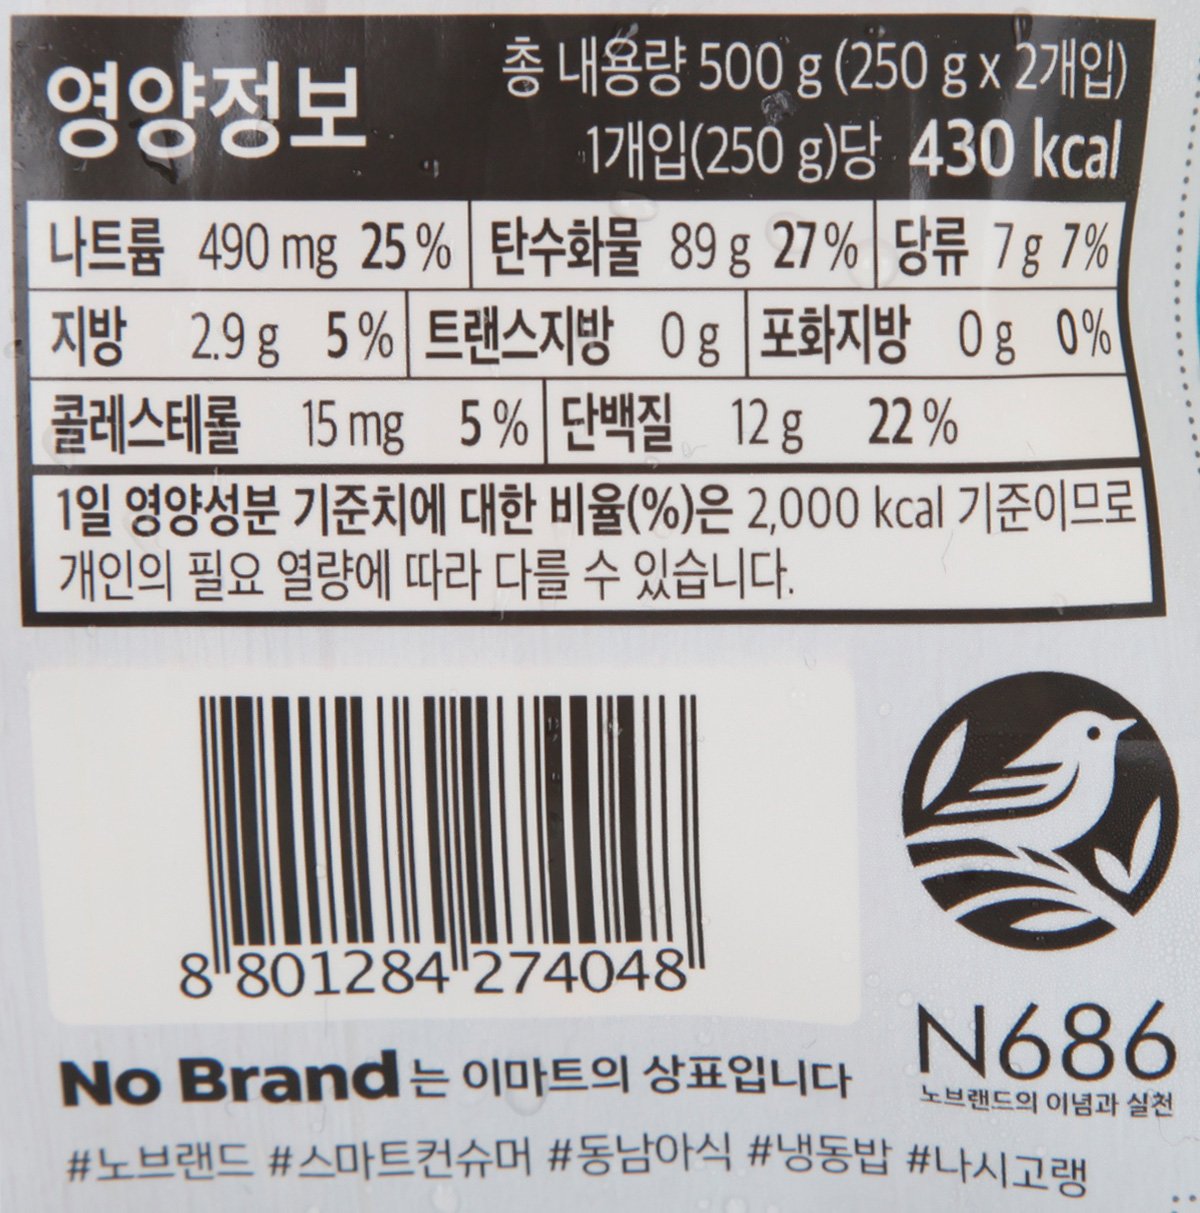 영양정보
총 내용량 500 g (250 g x 2개입)
1개입(250 g)당 430 kcal
나트륨 490 mg 25 % 탄수화물 89 g 27% 당류 7 g 7%
지방 2.9 g 5 % 트랜스지방 0 g 포화지방 0 g 0%
콜레스테롤 15 mg 5 % 단백질 12 g 22 %
1일 영양성분 기준치에 대한 비율(%)은 2,000 kcal 기준이므로
개인의 필요 열량에 따라 다를 수 있습니다.
8 801284 274048
N686
노브랜드의 이념과 실천
No Brand는 이마트의 상표입니다
#노브랜드 #스마트컨슈머 #동남아식 #냉동밥 #나시고랭